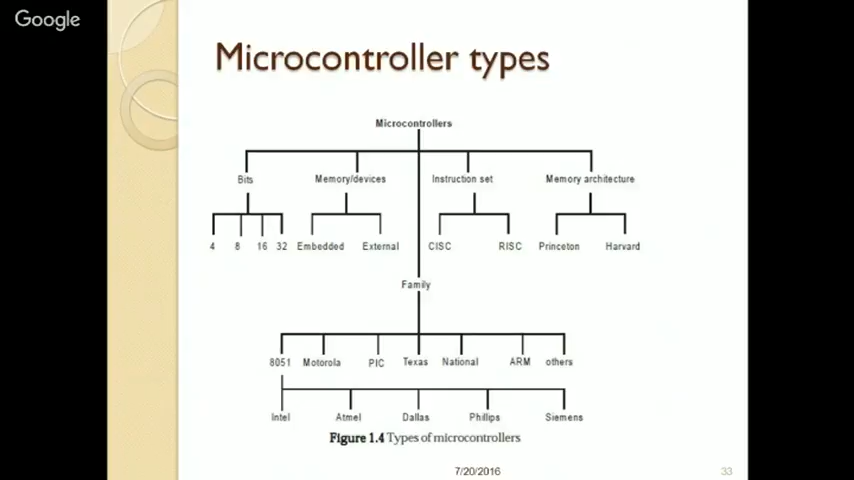 Google
Microcontroller types
Microcontrollers
Bits Memory/devices Instruction set Memory architecture
4 8 16 32 Embedded External CISC RISC Princeton Harvard
Family
8051 Motorola PIC Texas National ARM others
Intel Atmel Dallas Phillips Siemens
Figure 1.4 Types of microcontrollers
7/20/2016 33